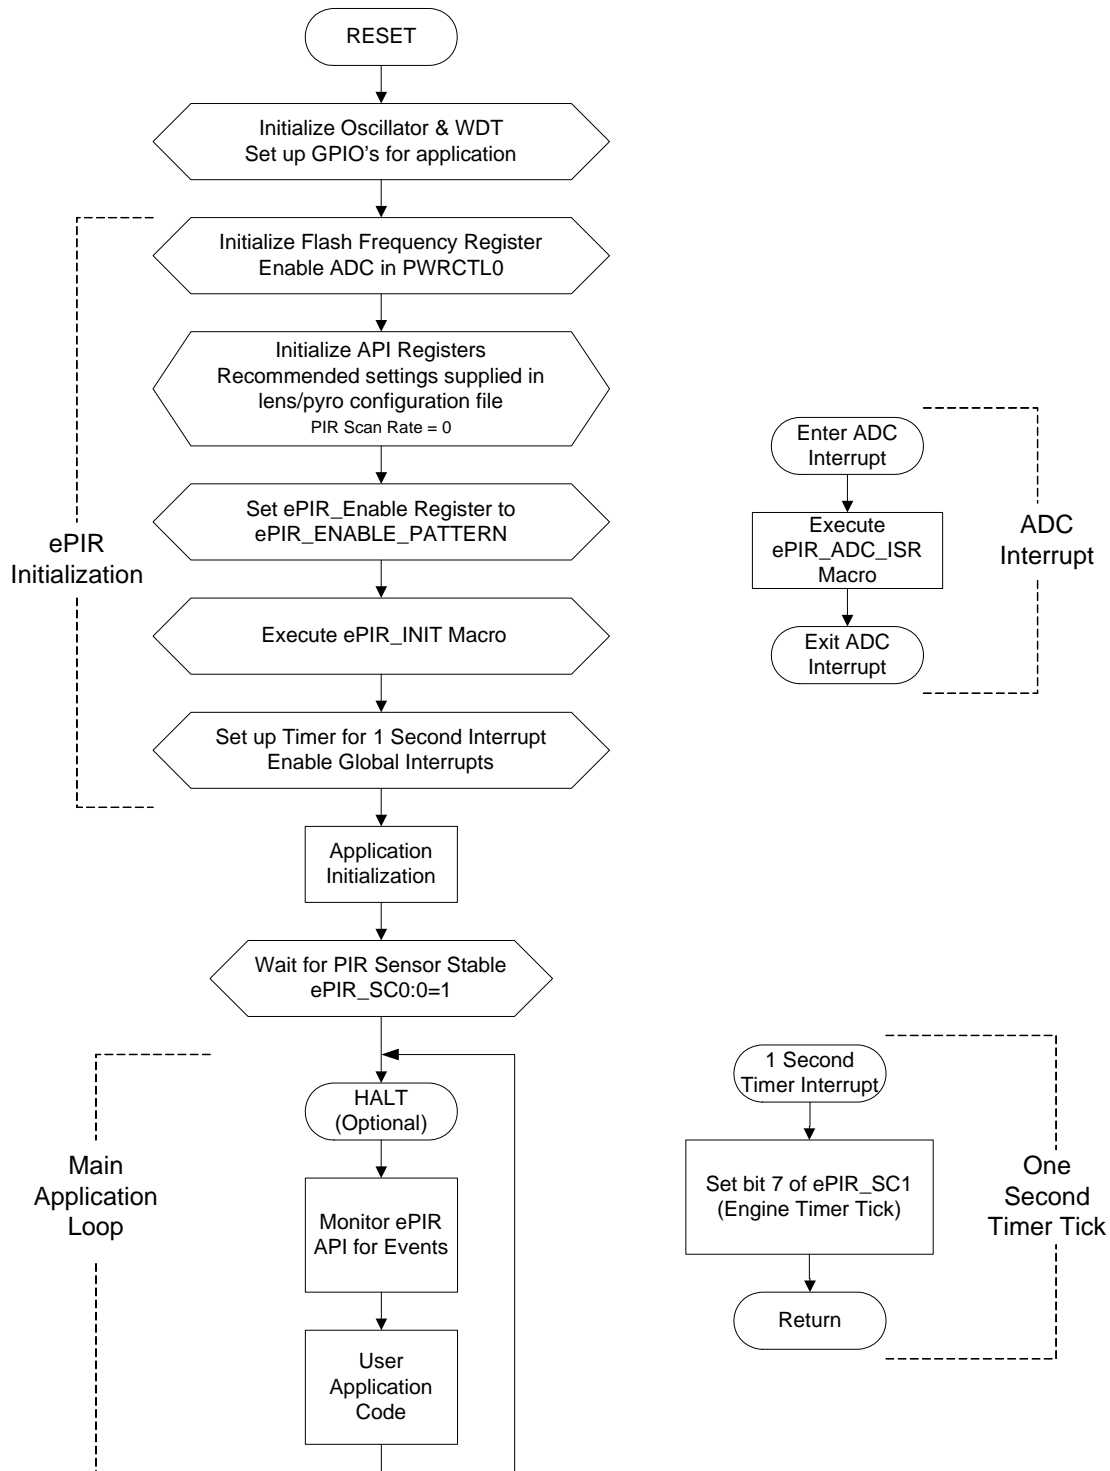 RESET
Initialize Oscillator & WDT
Set up GPIO's for application
Initialize Flash Frequency Register
Enable ADC in PWRCTL0
Initialize API Registers
Recommended settings supplied in
lens/pyro configuration file
PIR Scan Rate = 0
Set ePIR_Enable Register to
ePIR_ENABLE_PATTERN
ePIR
Initialization
Execute ePIR_INIT Macro
Set up Timer for 1 Second Interrupt
Enable Global Interrupts
Application
Initialization
Wait for PIR Sensor Stable
ePIR_SC0:0=1
HALT
(Optional)
Main
Application
Loop
Monitor ePIR
API for Events
User
Application
Code
Enter ADC
Interrupt
Execute
ePIR_ADC_ISR
Macro
Exit ADC
Interrupt
ADC
Interrupt
1 Second
Timer Interrupt
Set bit 7 of ePIR_SC1
(Engine Timer Tick)
Return
One
Second
Timer Tick